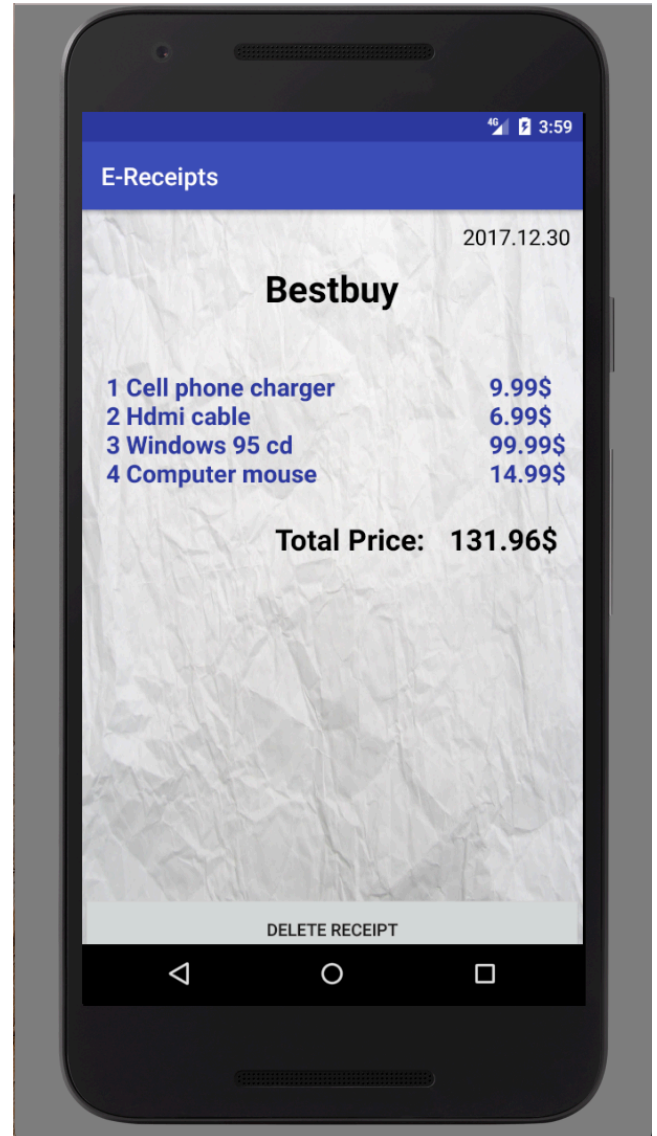 4G 3:59
E-Receipts
2017.12.30
Bestbuy
1 Cell phone charger 9.99$
2 Hdmi cable 6.99$
3 Windows 95 cd 99.99$
4 Computer mouse 14.99$
Total Price: 131.96$
DELETE RECEIPT